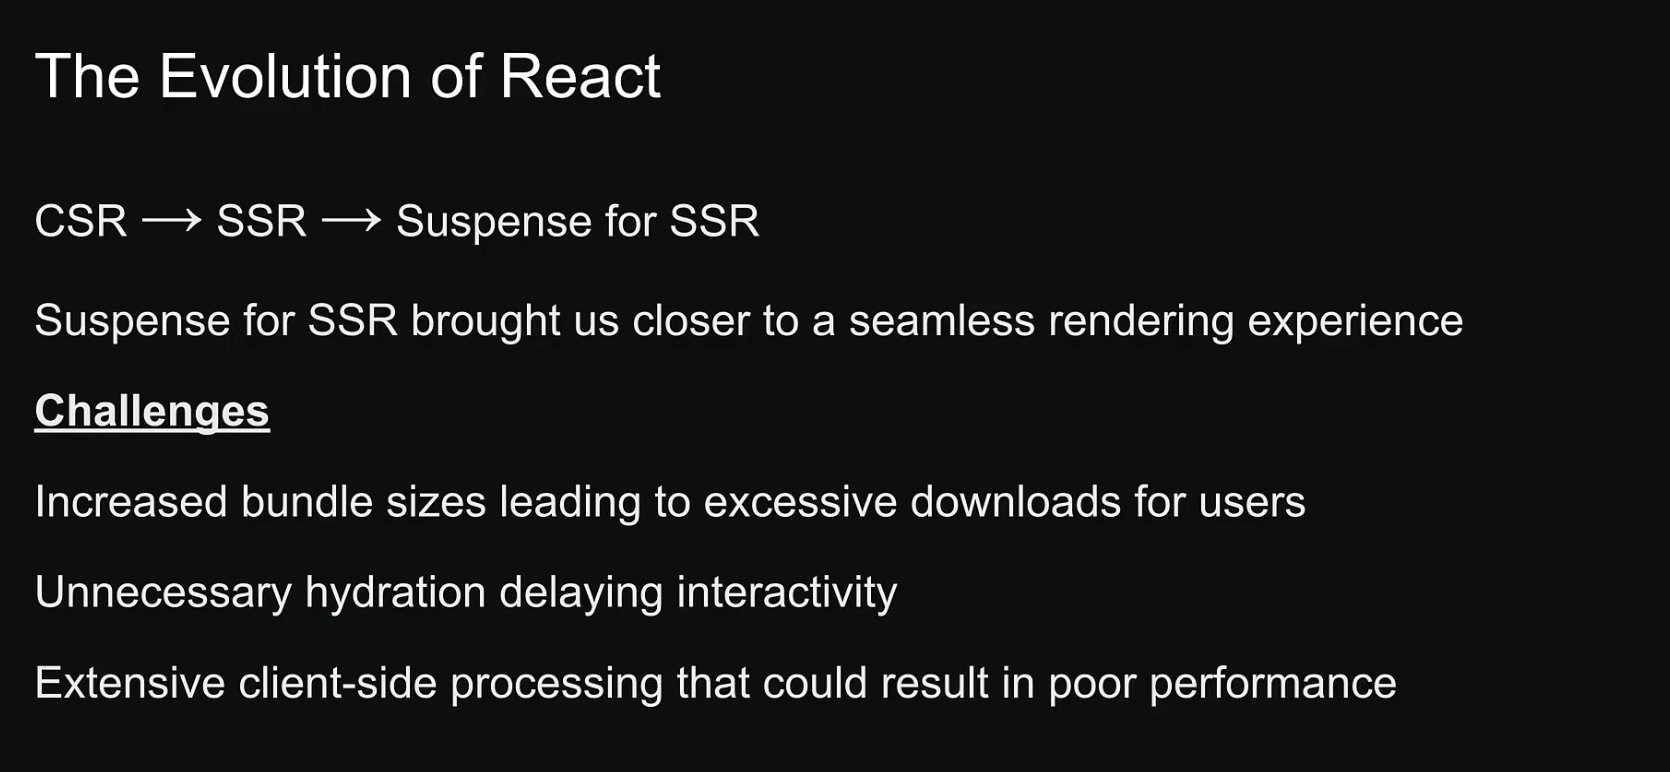 The Evolution of React
CSR ⟶ SSR ⟶ Suspense for SSR
Suspense for SSR brought us closer to a seamless rendering experience
Challenges
Increased bundle sizes leading to excessive downloads for users
Unnecessary hydration delaying interactivity
Extensive client-side processing that could result in poor performance